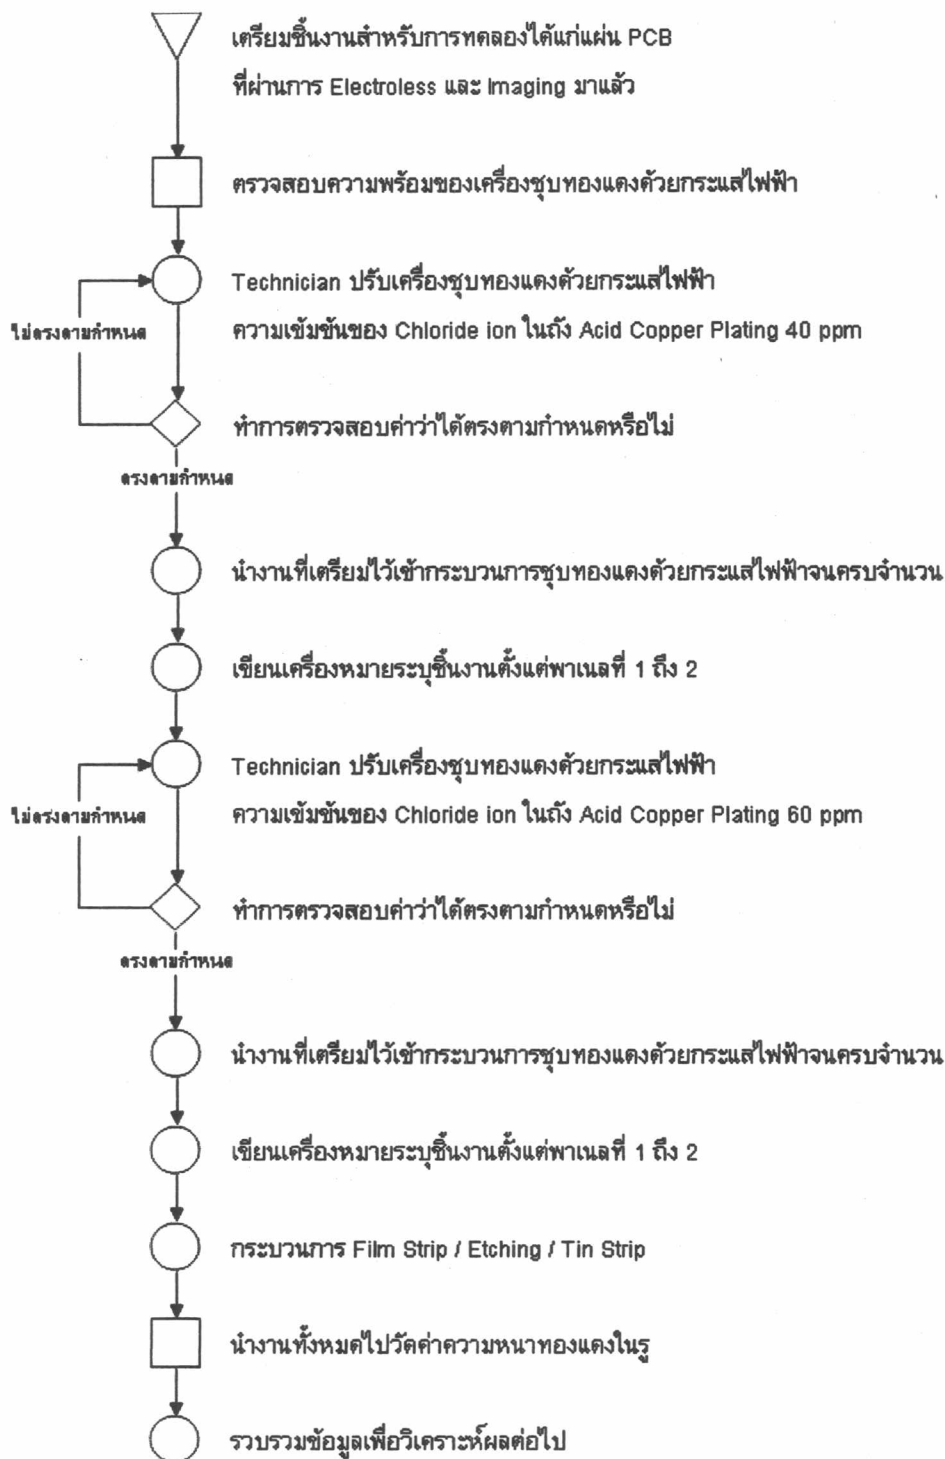 เตรียมชิ้นงานสำหรับการทดลองได้แก่แผ่น PCB
ที่ผ่านการ Electroless และ Imaging มาแล้ว
ตรวจสอบความพร้อมของเครื่องชุบทองแดงด้วยกระแสไฟฟ้า
Technician ปรับเครื่องชุบทองแดงด้วยกระแสไฟฟ้า
ไม่ตรงตามกำหนด
ความเข้มข้นของ Chloride ion ในถัง Acid Copper Plating 40 ppm
ทำการตรวจสอบค่าว่าได้ตรงตามกำหนดหรือไม่
ตรงตามกำหนด
นำงานที่เตรียมไว้เข้ากระบวนการชุบทองแดงด้วยกระแสไฟฟ้าจนครบจำนวน
เขียนเครื่องหมายระบุชิ้นงานตั้งแต่พาเนลที่ 1 ถึง 2
Technician ปรับเครื่องชุบทองแดงด้วยกระแสไฟฟ้า
ไม่ตรงตามกำหนด
ความเข้มข้นของ Chloride ion ในถัง Acid Copper Plating 60 ppm
ทำการตรวจสอบค่าว่าได้ตรงตามกำหนดหรือไม่
ตรงตามกำหนด
นำงานที่เตรียมไว้เข้ากระบวนการชุบทองแดงด้วยกระแสไฟฟ้าจนครบจำนวน
เขียนเครื่องหมายระบุชิ้นงานตั้งแต่พาเนลที่ 1 ถึง 2
กระบวนการ Film Strip / Etching / Tin Strip
นำงานทั้งหมดไปวัดค่าความหนาทองแดงในรู
รวบรวมข้อมูลเพื่อวิเคราะห์ผลต่อไป